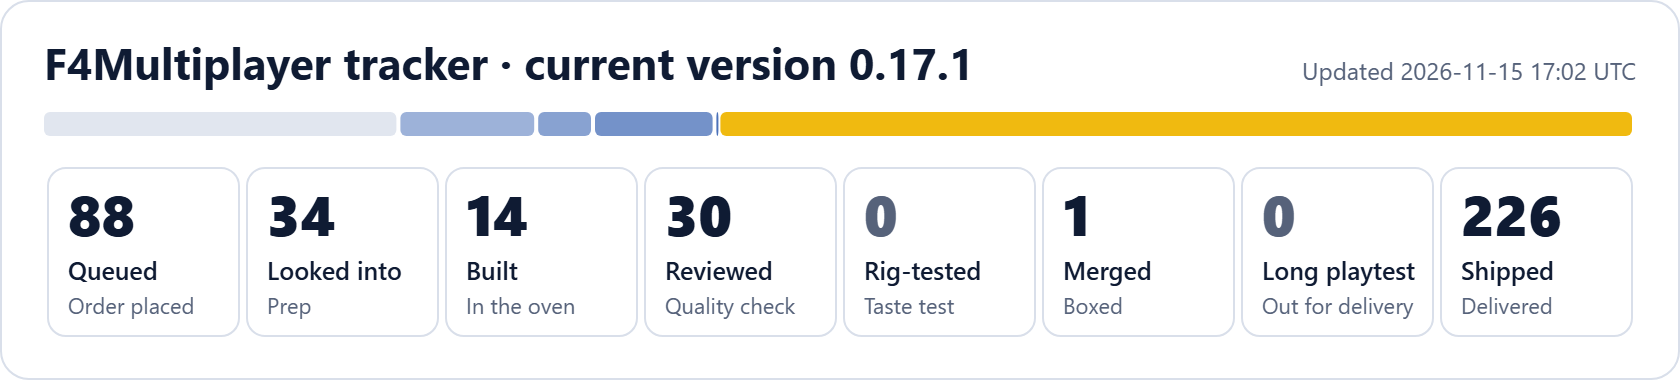 F4Multiplayer tracker · current version 0.17.1
Updated 2026-11-15 17:02 UTC
88
Queued
Order placed
34
Looked into
Prep
14
Built
In the oven
30
Reviewed
Quality check
0
Rig-tested
Taste test
1
Merged
Boxed
0
Long playtest
Out for delivery
226
Shipped
Delivered